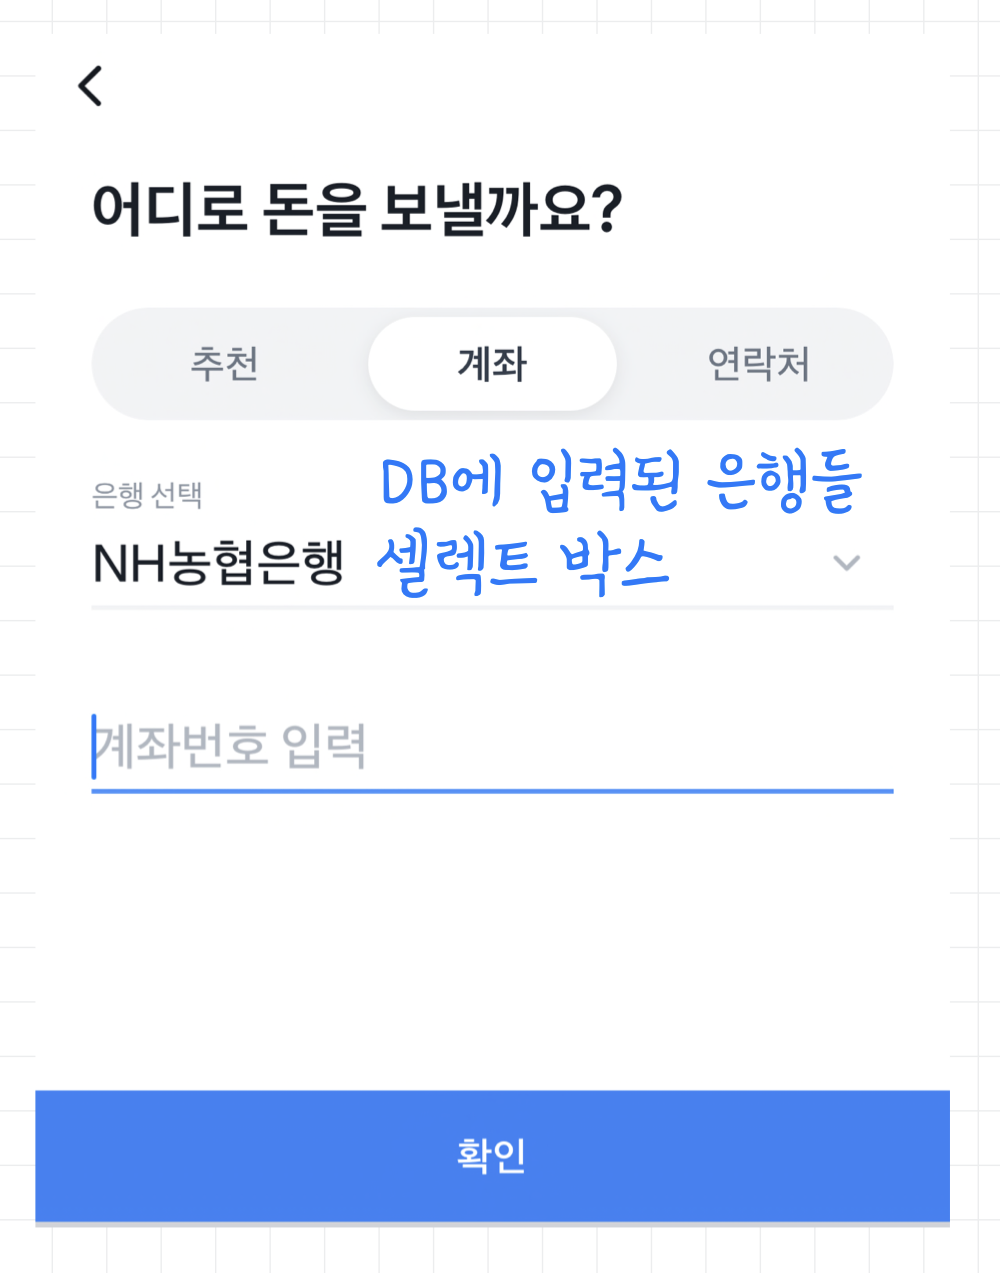 어디로 돈을 보낼까요?
추천 계좌 연락처
은행 선택
DB에 입력된 은행들
NH농협은행 셀렉트 박스
계좌번호 입력
확인